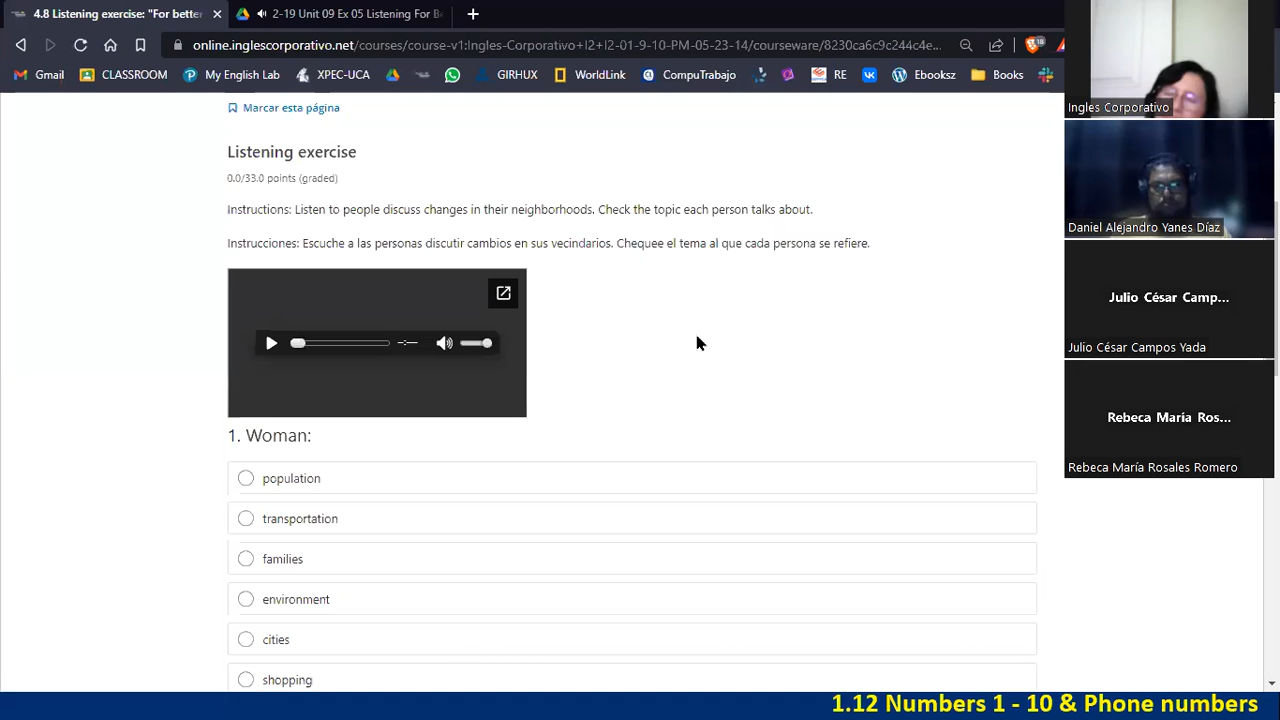 4.8 Listening exercise: "For better
2-19 Unit 09 Ex 05 Listening For B
online.inglescorporativo.net/courses/course-v1:Ingles-Corporativo+I2+I2-01-9-10-PM-05-23-14/courseware/8230ca6c9c244c4e...
18
Gmail CLASSROOM My English Lab XPEC-UCA GIRHUX WorldLink CompuTrabajo RE Ebooksz Books
Marcar esta página
Listening exercise
0.0/33.0 points (graded)
Instructions: Listen to people discuss changes in their neighborhoods. Check the topic each person talks about.
Instrucciones: Escuche a las personas discutir cambios en sus vecindarios. Chequee el tema al que cada persona se refiere.
-:--
1. Woman:
population
transportation
families
environment
cities
shopping
Ingles Corporativo
Daniel Alejandro Yanes Díaz
Julio César Camp...
Julio César Campos Yada
Rebeca María Ros...
Rebeca María Rosales Romero
1.12 Numbers 1 - 10 & Phone numbers